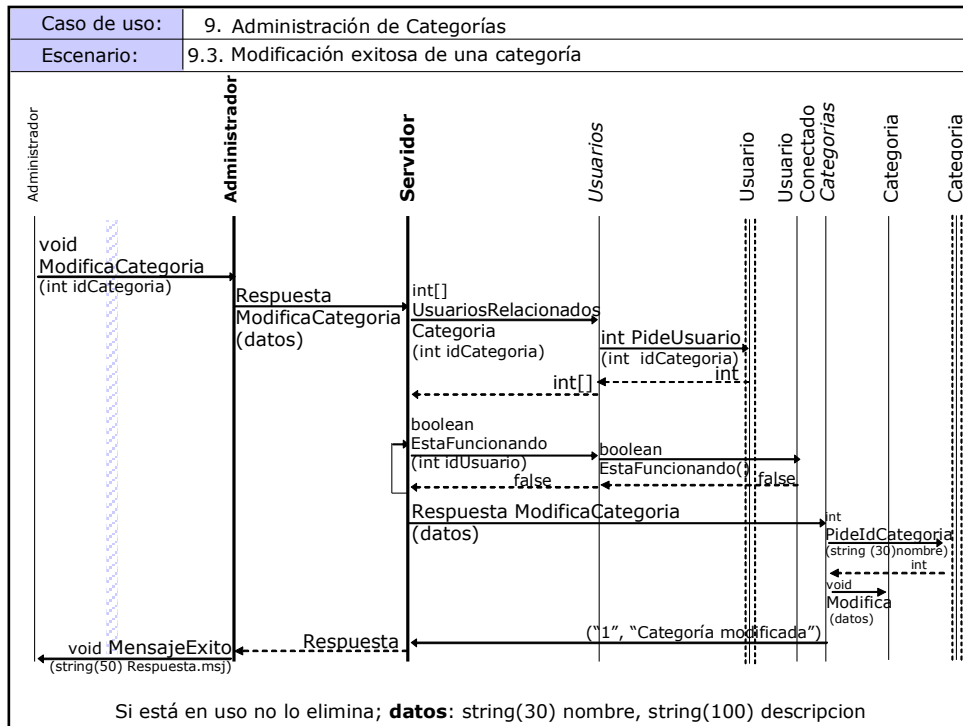 Caso de uso: 9. Administración de Categorías
Escenario: 9.3. Modificación exitosa de una categoría
Administrador
Administrador
Servidor
Usuarios
Usuario
Usuario
Conectado
Categorias
Categoria
Categoria
void
ModificaCategoria
(int idCategoria)
Respuesta
ModificaCategoria
(datos)
int[]
UsuariosRelacionados
Categoria
(int idCategoria)
int PideUsuario
(int idCategoria)
int
int[]
boolean
EstaFuncionando
(int idUsuario)
boolean
EstaFuncionando()
false
false
Respuesta ModificaCategoria
(datos)
int
PideIdCategoria
(string (30)nombre)
int
void
Modifica
(datos)
(“1”, “Categoría modificada”)
Respuesta
void MensajeExito
(string(50) Respuesta.msj)
Si está en uso no lo elimina; datos: string(30) nombre, string(100) descripcion